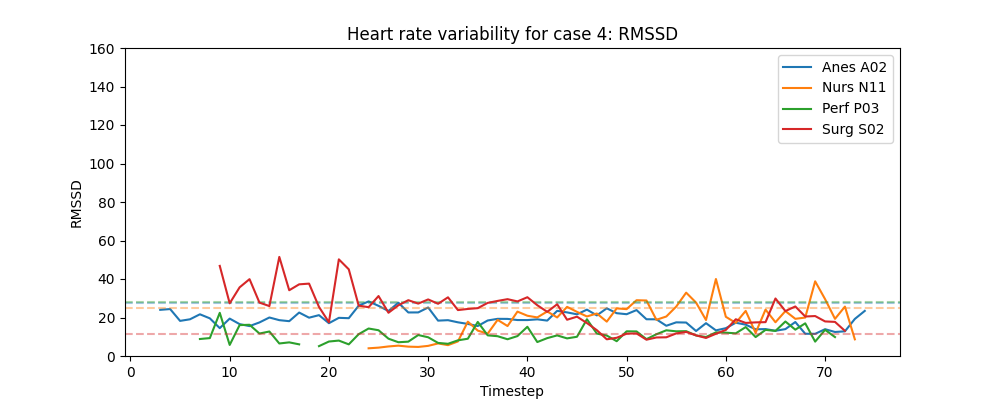 Heart rate variability for case 4: RMSSD
160
140
120
100
80
60
40
20
0
RMSSD
Anes A02
Nurs N11
Perf P03
Surg S02
0 10 20 30 40 50 60 70
Timestep